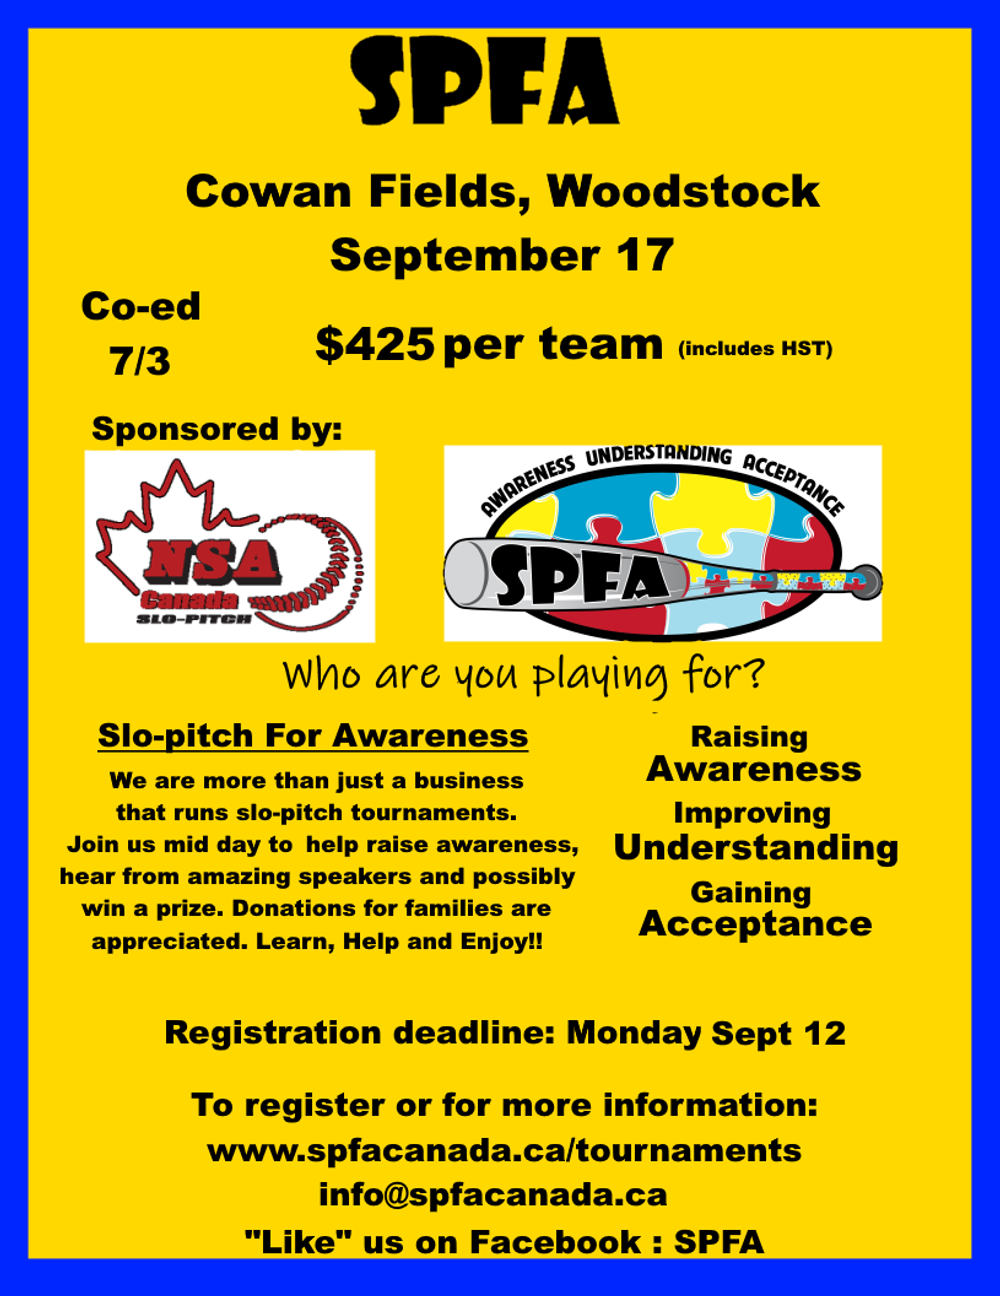 SPFA
Cowan Fields, Woodstock
September 17
Co-ed
7/3
$425 per team (includes HST)
Sponsored by:
NSA
Canada
SLO-PITCH
AWARENESS UNDERSTANDING ACCEPTANCE
SPFA
Who are you playing for?
Slo-pitch For Awareness
We are more than just a business
that runs slo-pitch tournaments.
Join us mid day to help raise awareness,
hear from amazing speakers and possibly
win a prize. Donations for families are
appreciated. Learn, Help and Enjoy!!
Raising
Awareness
Improving
Understanding
Gaining
Acceptance
Registration deadline: Monday Sept 12
To register or for more information:
www.spfacanada.ca/tournaments
info@spfacanada.ca
"Like" us on Facebook : SPFA